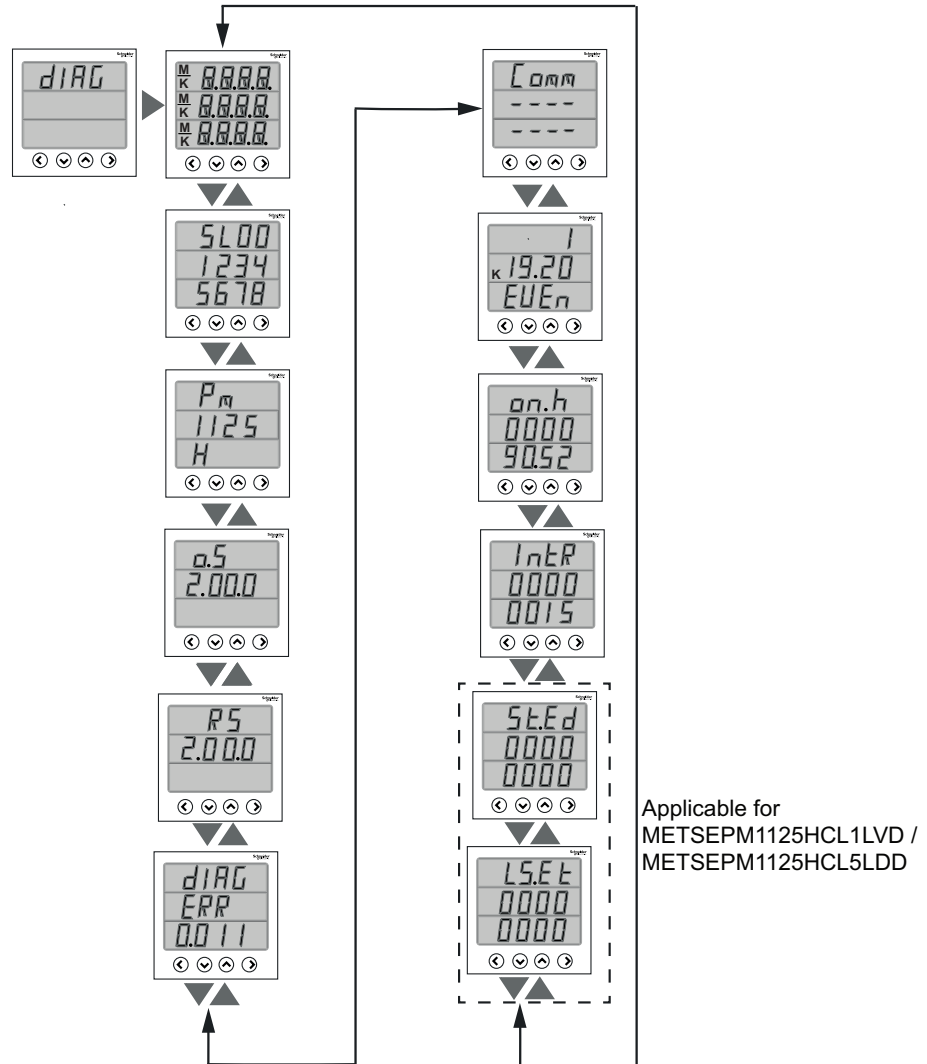 dIAG
M/K 8.8.8.8.
M/K 8.8.8.8.
M/K 8.8.8.8.
SL00
1234
5678
Pm
1125
H
o.S
2.00.0
RS
2.00.0
dIAG
ERR
0.011
Comm
----
----
1
K 19.20
EVEn
on.h
0000
90.52
IntR
0000
0015
St.Ed
0000
0000
LS.Et
0000
0000
Applicable for
METSEPM1125HCL1LVD /
METSEPM1125HCL5LDD